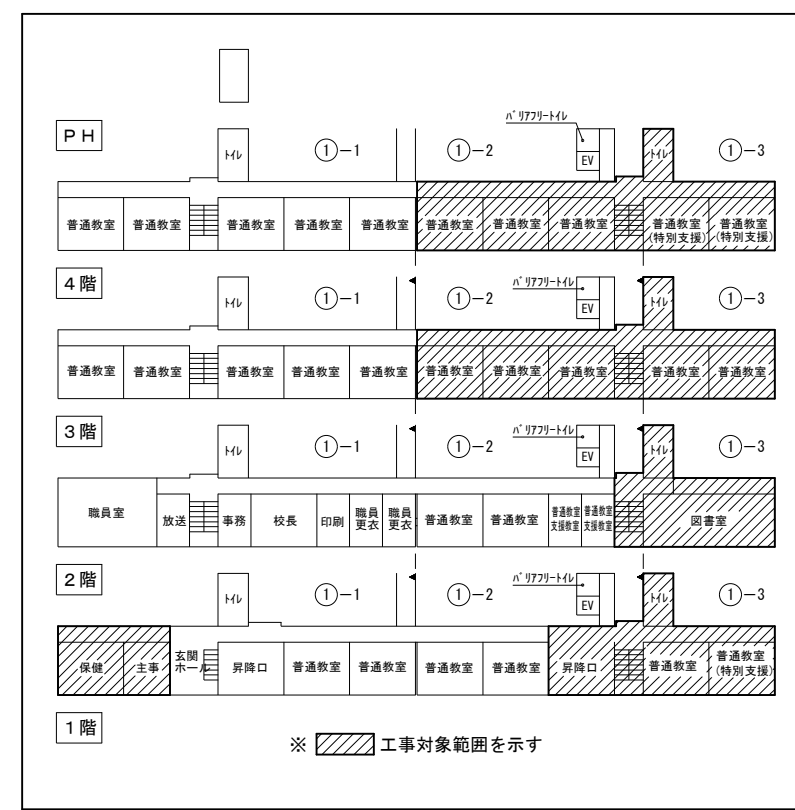 バリアフリートイレ
PH
トイレ ①-1 ①-2 EV トイレ ①-3
普通教室 普通教室 普通教室 普通教室 普通教室 普通教室 普通教室 普通教室 普通教室 普通教室
(特別支援) (特別支援)
バリアフリートイレ
4階
トイレ ①-1 ①-2 EV トイレ ①-3
普通教室 普通教室 普通教室 普通教室 普通教室 普通教室 普通教室 普通教室 普通教室 普通教室
バリアフリートイレ
3階
トイレ ①-1 ①-2 EV トイレ ①-3
職員室 放送 事務 校長 印刷 職員 職員 普通教室 普通教室 普通教室 普通教室 図書室
更衣 更衣 支援教室 支援教室
バリアフリートイレ
2階
トイレ ①-1 ①-2 EV トイレ ①-3
保健 主事 玄関 昇降口 普通教室 普通教室 普通教室 普通教室 昇降口 普通教室 普通教室
ホール (特別支援)
1階
※ 工事対象範囲を示す